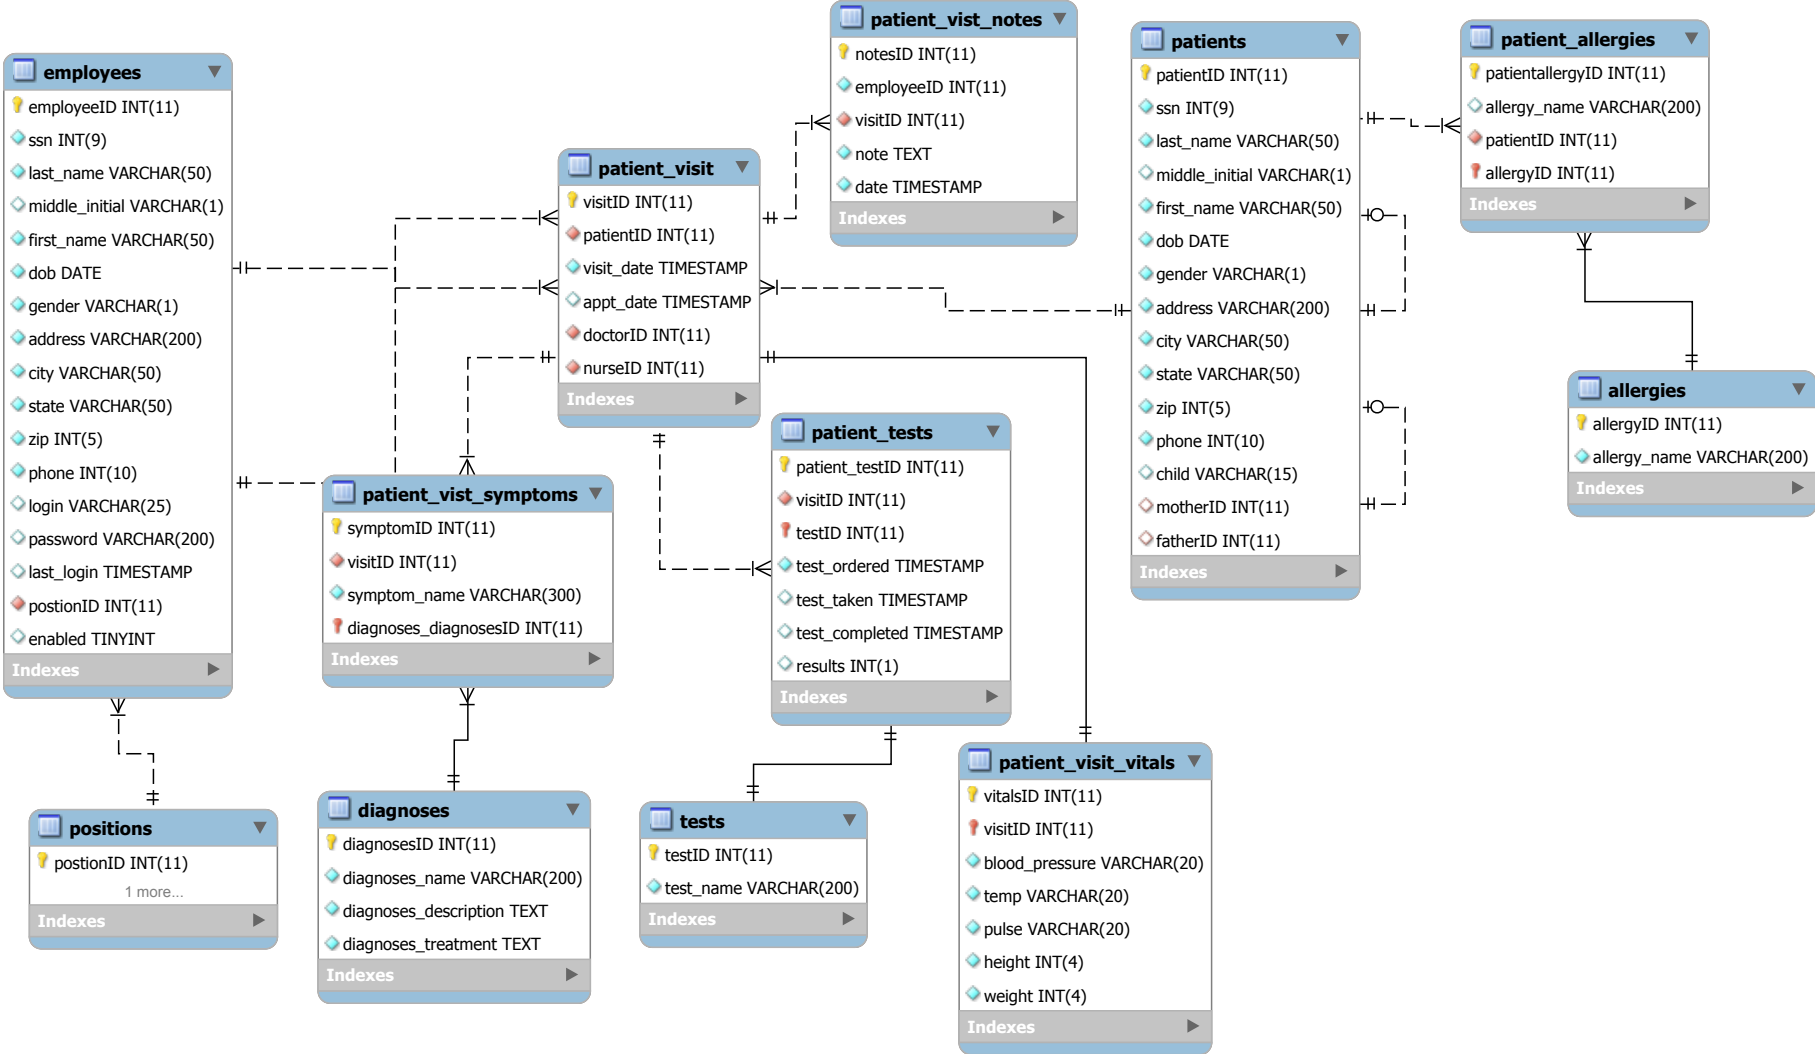 employees
employeeID INT(11)
ssn INT(9)
last_name VARCHAR(50)
middle_initial VARCHAR(1)
first_name VARCHAR(50)
dob DATE
gender VARCHAR(1)
address VARCHAR(200)
city VARCHAR(50)
state VARCHAR(50)
zip INT(5)
phone INT(10)
login VARCHAR(25)
password VARCHAR(200)
last_login TIMESTAMP
postionID INT(11)
enabled TINYINT
Indexes
positions
postionID INT(11)
1 more...
Indexes
patient_visit
visitID INT(11)
patientID INT(11)
visit_date TIMESTAMP
appt_date TIMESTAMP
doctorID INT(11)
nurseID INT(11)
Indexes
patient_vist_symptoms
symptomID INT(11)
visitID INT(11)
symptom_name VARCHAR(300)
diagnoses_diagnosesID INT(11)
Indexes
diagnoses
diagnosesID INT(11)
diagnoses_name VARCHAR(200)
diagnoses_description TEXT
diagnoses_treatment TEXT
Indexes
patient_vist_notes
notesID INT(11)
employeeID INT(11)
visitID INT(11)
note TEXT
date TIMESTAMP
Indexes
patient_tests
patient_testID INT(11)
visitID INT(11)
testID INT(11)
test_ordered TIMESTAMP
test_taken TIMESTAMP
test_completed TIMESTAMP
results INT(1)
Indexes
tests
testID INT(11)
test_name VARCHAR(200)
Indexes
patient_visit_vitals
vitalsID INT(11)
visitID INT(11)
blood_pressure VARCHAR(20)
temp VARCHAR(20)
pulse VARCHAR(20)
height INT(4)
weight INT(4)
Indexes
patients
patientID INT(11)
ssn INT(9)
last_name VARCHAR(50)
middle_initial VARCHAR(1)
first_name VARCHAR(50)
dob DATE
gender VARCHAR(1)
address VARCHAR(200)
city VARCHAR(50)
state VARCHAR(50)
zip INT(5)
phone INT(10)
child VARCHAR(15)
motherID INT(11)
fatherID INT(11)
Indexes
patient_allergies
patientallergyID INT(11)
allergy_name VARCHAR(200)
patientID INT(11)
allergyID INT(11)
Indexes
allergies
allergyID INT(11)
allergy_name VARCHAR(200)
Indexes